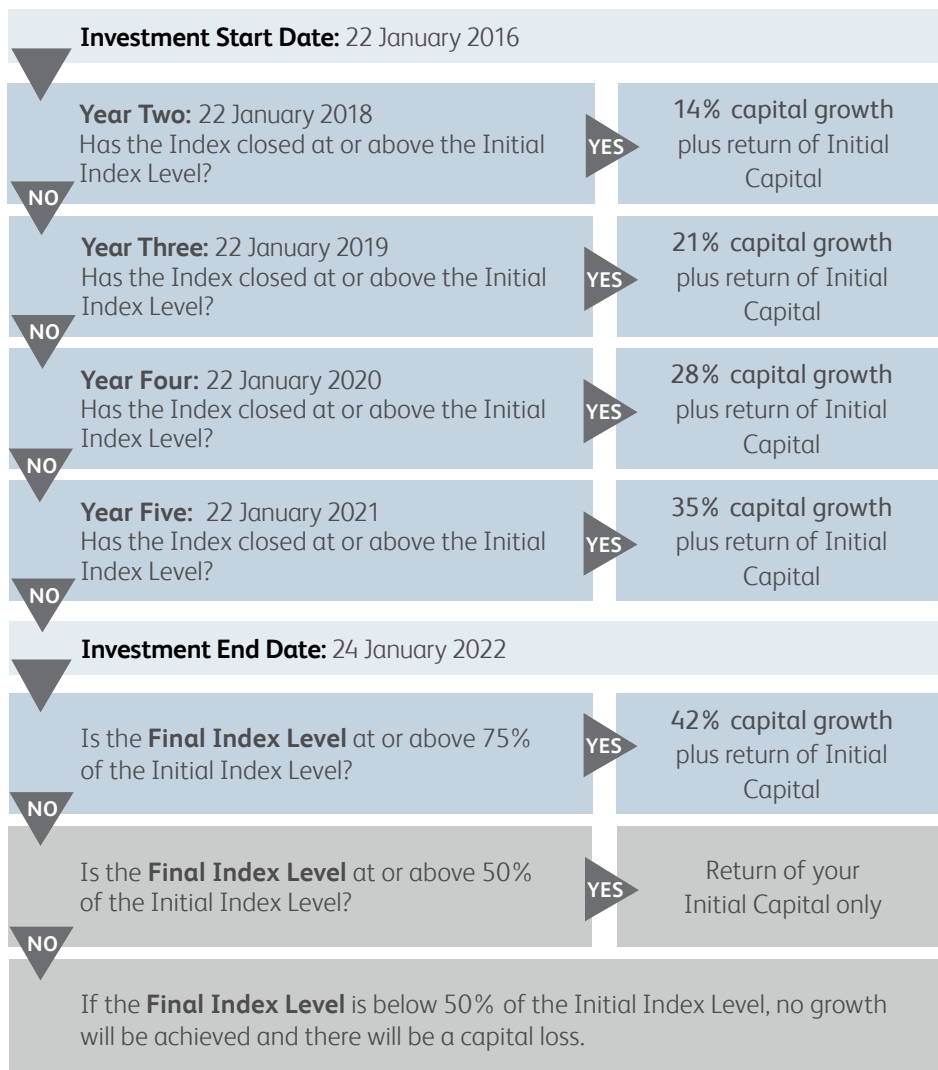 Investment Start Date: 22 January 2016
Year Two: 22 January 2018
Has the Index closed at or above the Initial
Index Level?
YES
14% capital growth
plus return of Initial
Capital
NO
Year Three: 22 January 2019
Has the Index closed at or above the Initial
Index Level?
YES
21% capital growth
plus return of Initial
Capital
NO
Year Four: 22 January 2020
Has the Index closed at or above the Initial
Index Level?
YES
28% capital growth
plus return of Initial
Capital
NO
Year Five: 22 January 2021
Has the Index closed at or above the Initial
Index Level?
YES
35% capital growth
plus return of Initial
Capital
NO
Investment End Date: 24 January 2022
Is the Final Index Level at or above 75%
of the Initial Index Level?
YES
42% capital growth
plus return of Initial
Capital
NO
Is the Final Index Level at or above 50%
of the Initial Index Level?
YES
Return of your
Initial Capital only
NO
If the Final Index Level is below 50% of the Initial Index Level, no growth
will be achieved and there will be a capital loss.